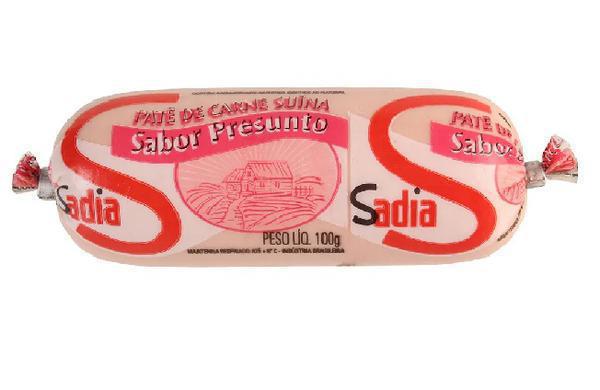 PATÊ DE CARNE SUÍNA
Sabor Presunto
Sadia
PESO LÍQ. 100g
Sadia
PATÊ DE
Sabor